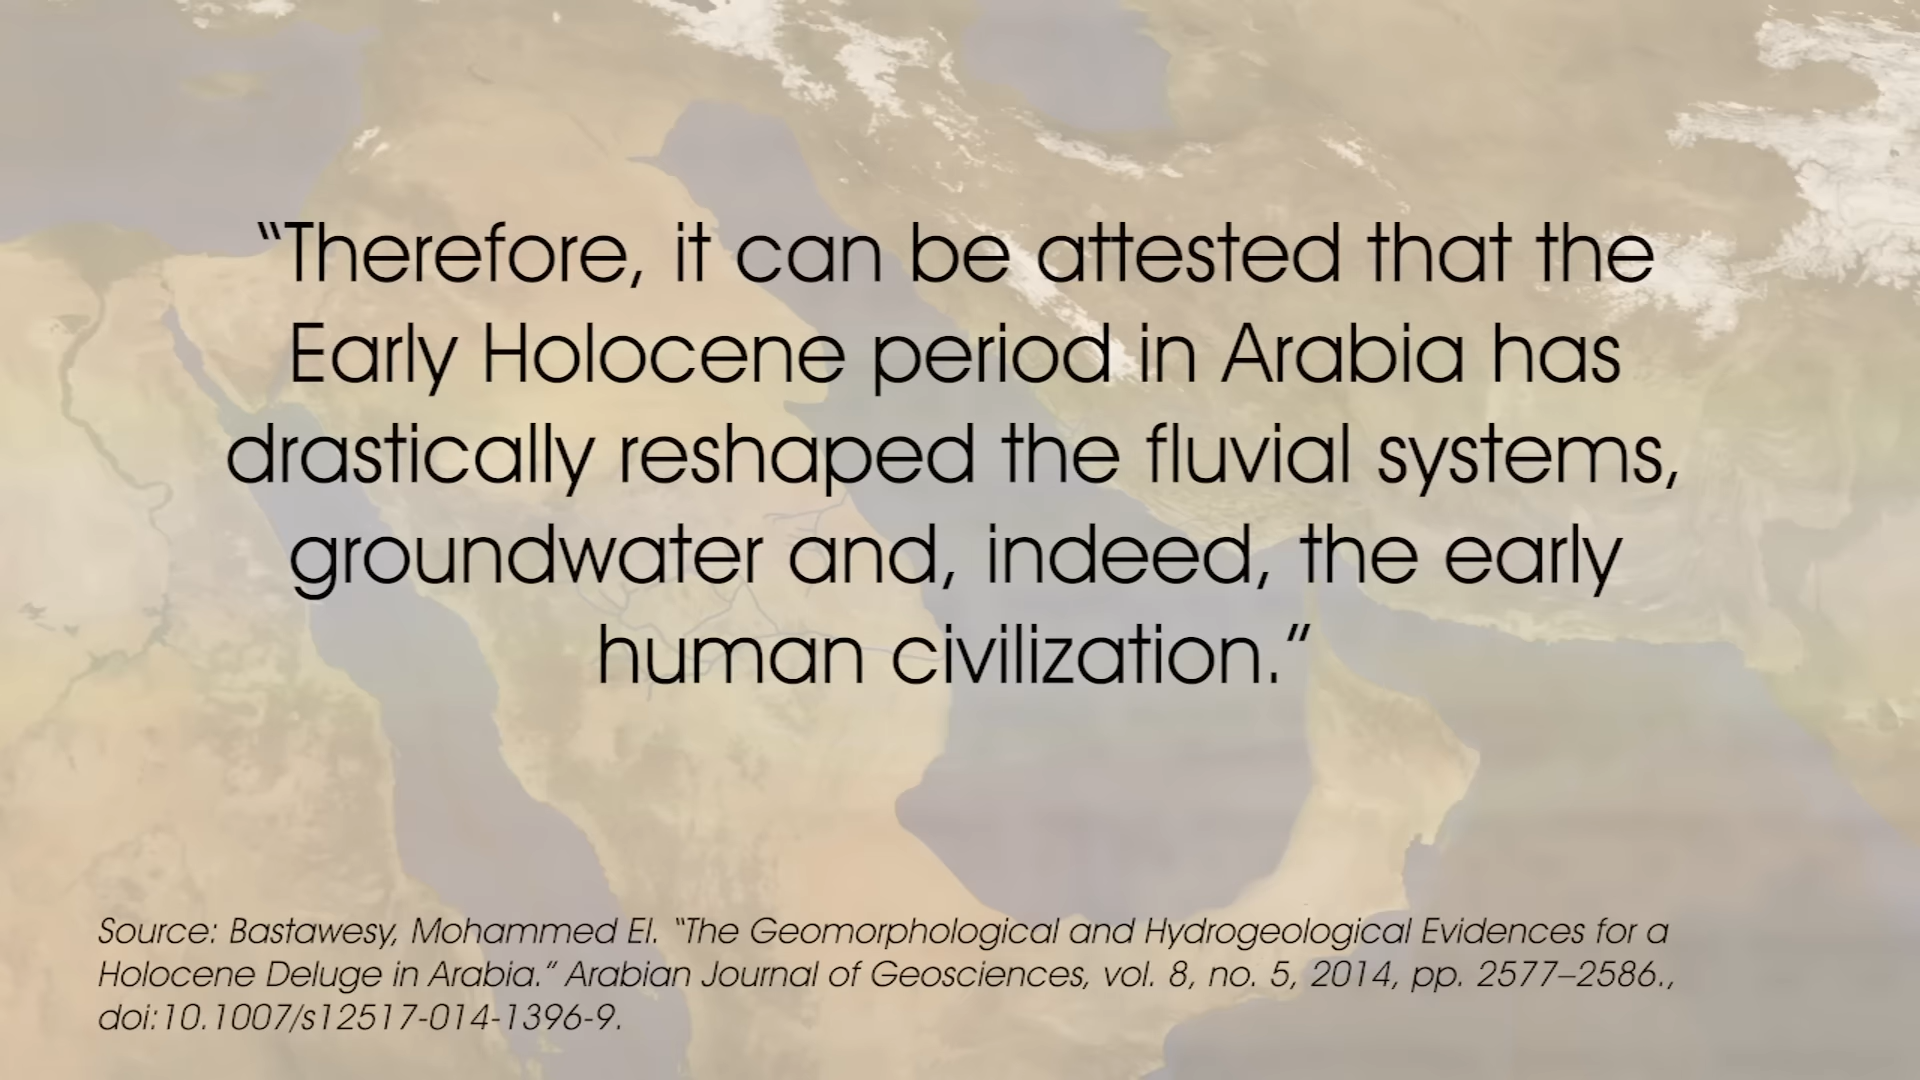 “Therefore, it can be attested that the
Early Holocene period in Arabia has
drastically reshaped the fluvial systems,
groundwater and, indeed, the early
human civilization.”
Source: Bastawesy, Mohammed El. “The Geomorphological and Hydrogeological Evidences for a
Holocene Deluge in Arabia.” Arabian Journal of Geosciences, vol. 8, no. 5, 2014, pp. 2577–2586.,
doi:10.1007/s12517-014-1396-9.